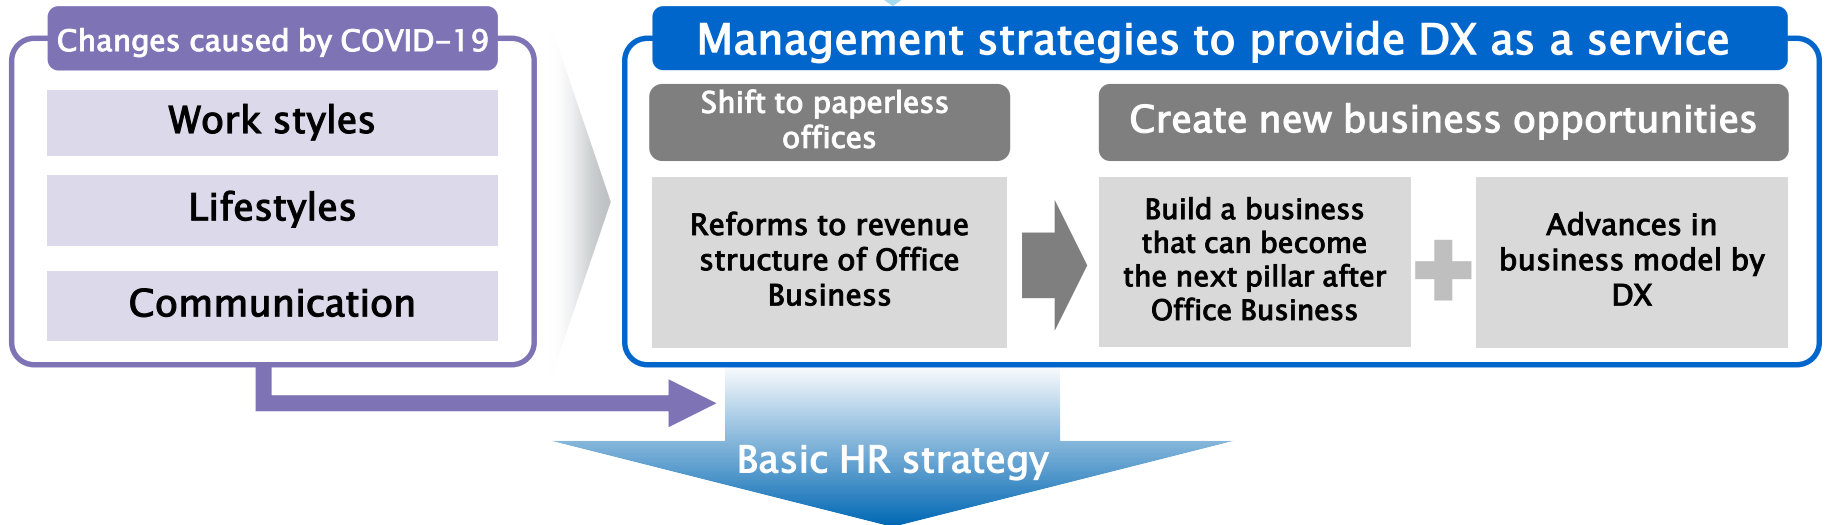 Changes caused by COVID-19
Work styles
Lifestyles
Communication
Management strategies to provide DX as a service
Shift to paperless
offices
Reforms to revenue
structure of Office
Business
Create new business opportunities
Build a business
that can become
the next pillar after
Office Business
Advances in
business model by
DX
Basic HR strategy